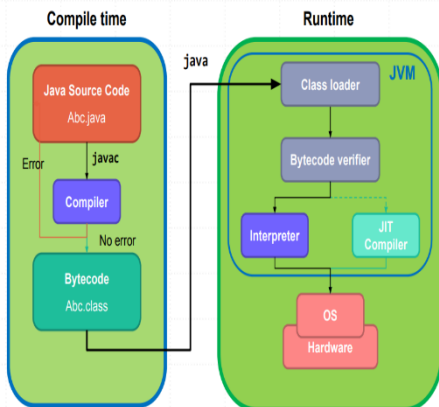 Compile time
Java Source Code
Abc.java
Error
javac
Compiler
No error
Bytecode
Abc.class
java
Runtime
JVM
Class loader
Bytecode verifier
Interpreter
JIT
Compiler
OS
Hardware